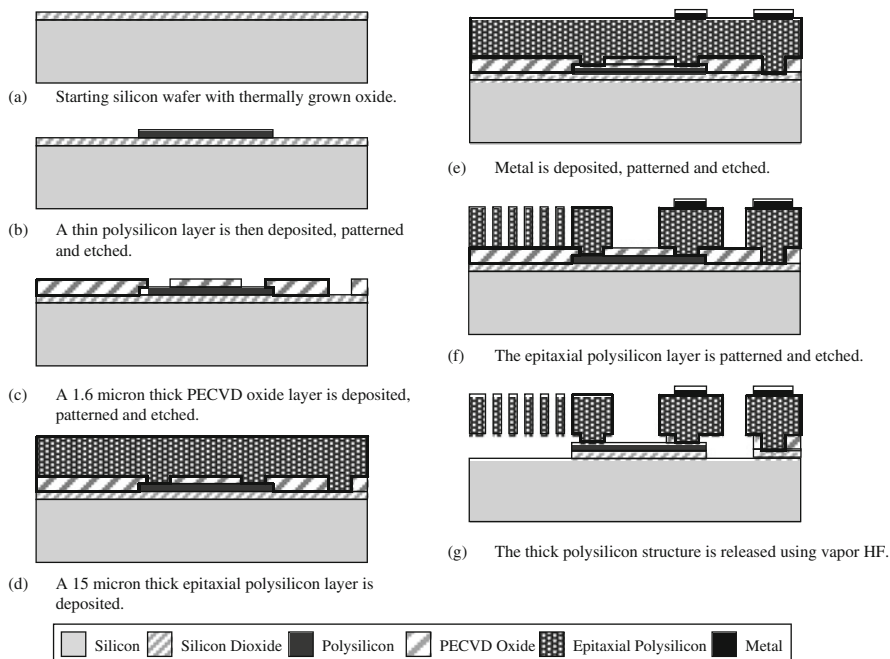 (a) Starting silicon wafer with thermally grown oxide.
(b) A thin polysilicon layer is then deposited, patterned
and etched.
(c) A 1.6 micron thick PECVD oxide layer is deposited,
patterned and etched.
(d) A 15 micron thick epitaxial polysilicon layer is
deposited.
(e) Metal is deposited, patterned and etched.
(f) The epitaxial polysilicon layer is patterned and etched.
(g) The thick polysilicon structure is released using vapor HF.
Silicon Silicon Dioxide Polysilicon PECVD Oxide Epitaxial Polysilicon Metal